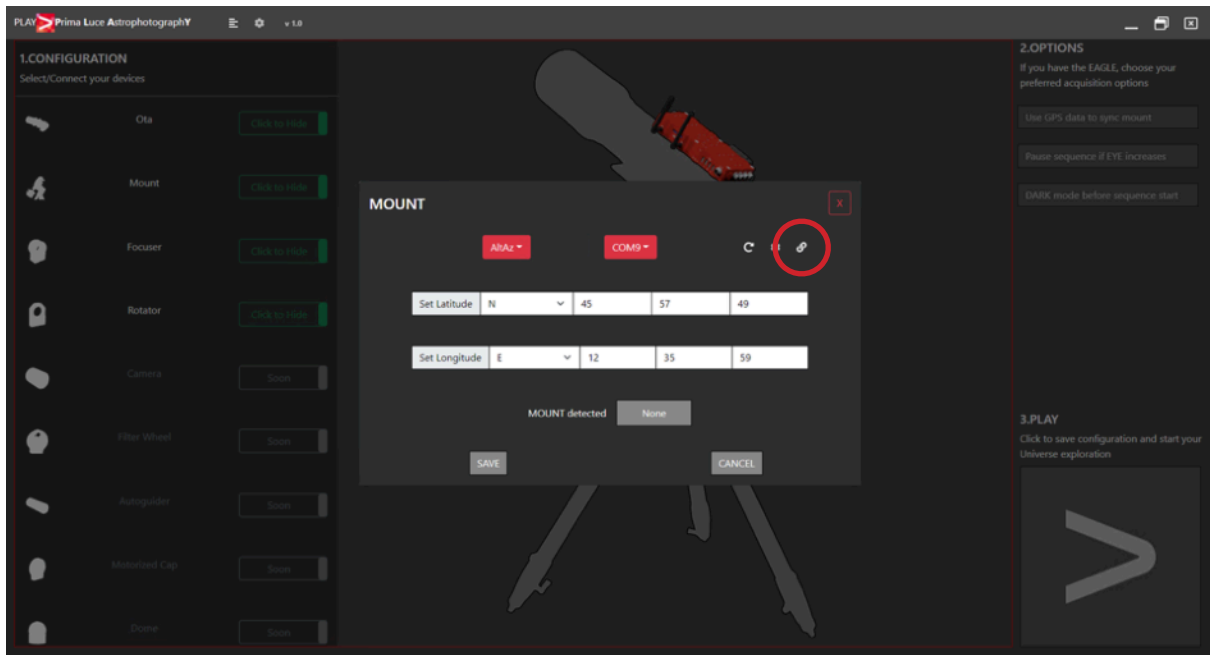 PLAY Prima Luce AstrophotographY
v 1.0
1.CONFIGURATION
Select/Connect your devices
Ota Click to Hide
Mount Click to Hide
Focuser Click to Hide
Rotator Click to Hide
Camera Soon
Filter Wheel Soon
Autoguider Soon
Motorized Cap Soon
Dome Soon
MOUNT
X
AltAz COM9
Set Latitude N 45 57 49
Set Longitude E 12 35 59
MOUNT detected None
SAVE CANCEL
2.OPTIONS
If you have the EAGLE, choose your
preferred acquisition options
Use GPS data to sync mount
Pause sequence if EYE increases
DARK mode before sequence start
3.PLAY
Click to save configuration and start your
Universe exploration